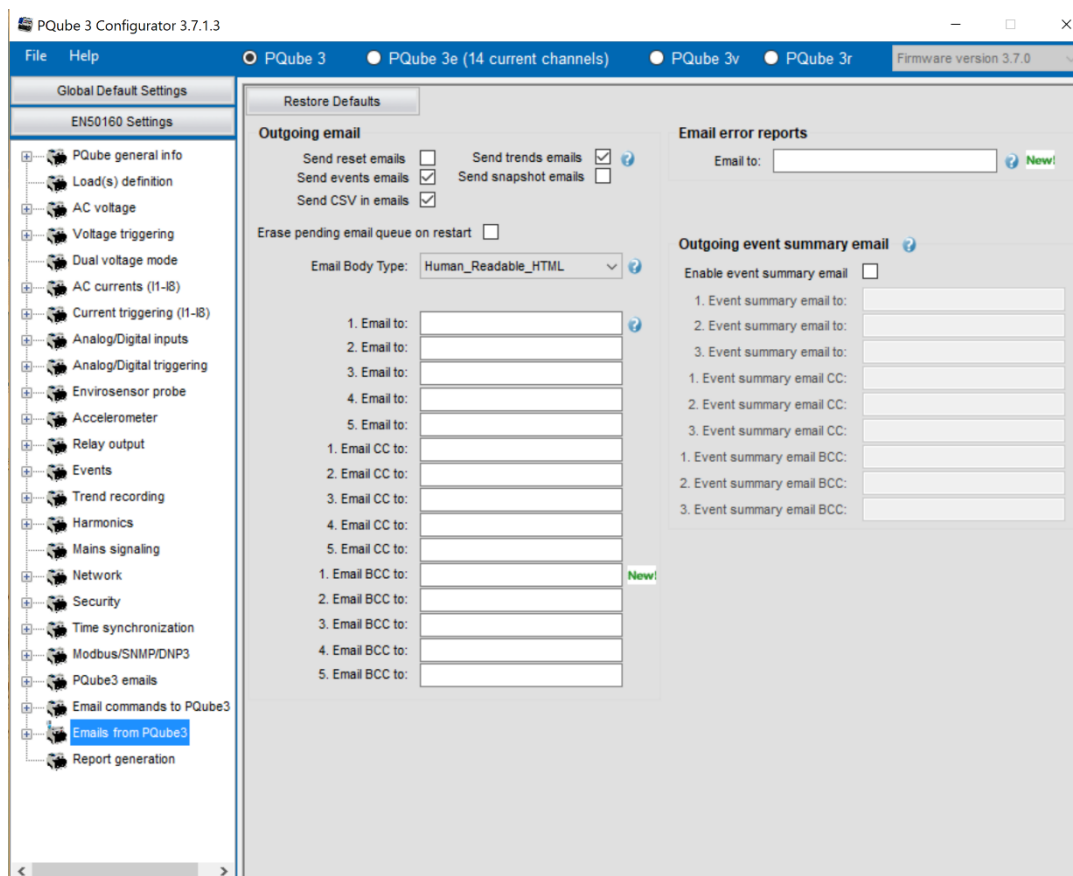 PQube 3 Configurator 3.7.1.3
File Help
PQube 3 PQube 3e (14 current channels) PQube 3v PQube 3r Firmware version 3.7.0
Global Default Settings
EN50160 Settings
PQube general info
Load(s) definition
AC voltage
Voltage triggering
Dual voltage mode
AC currents (I1-I8)
Current triggering (I1-I8)
Analog/Digital inputs
Analog/Digital triggering
Envirosensor probe
Accelerometer
Relay output
Events
Trend recording
Harmonics
Mains signaling
Network
Security
Time synchronization
Modbus/SNMP/DNP3
PQube3 emails
Email commands to PQube3
Emails from PQube3
Report generation
Restore Defaults
Outgoing email
Send reset emails Send trends emails
Send events emails Send snapshot emails
Send CSV in emails
Erase pending email queue on restart
Email Body Type: Human_Readable_HTML
1. Email to:
2. Email to:
3. Email to:
4. Email to:
5. Email to:
1. Email CC to:
2. Email CC to:
3. Email CC to:
4. Email CC to:
5. Email CC to:
1. Email BCC to: New!
2. Email BCC to:
3. Email BCC to:
4. Email BCC to:
5. Email BCC to:
Email error reports
Email to: New!
Outgoing event summary email
Enable event summary email
1. Event summary email to:
2. Event summary email to:
3. Event summary email to:
1. Event summary email CC:
2. Event summary email CC:
3. Event summary email CC:
1. Event summary email BCC:
2. Event summary email BCC:
3. Event summary email BCC: